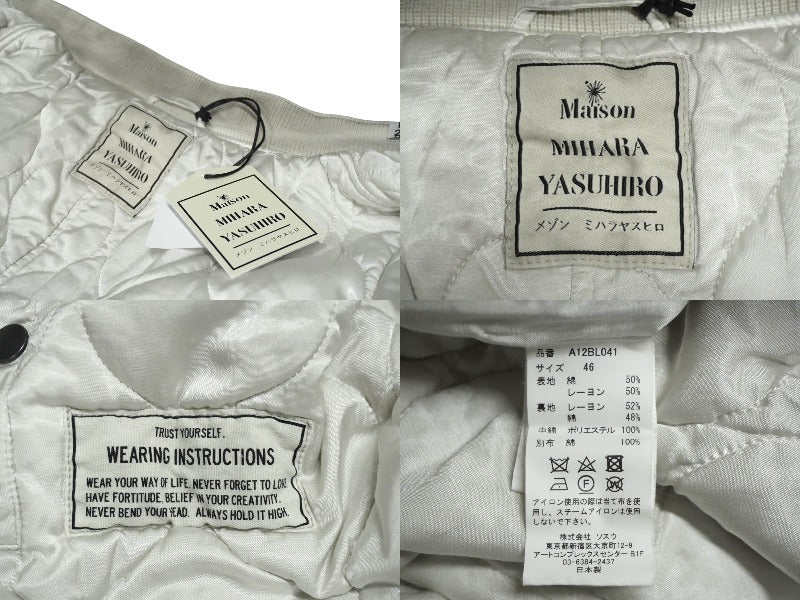 Maison
MIHARA
YASUHIRO
メゾン ミハラヤスヒロ
Maison
MIHARA
YASUHIRO
メゾン ミハラヤスヒロ
Maison
MIHARA
YASUHIRO
メゾン ミハラヤスヒロ
TRUST YOURSELF.
WEARING INSTRUCTIONS
WEAR YOUR WAY OF LIFE. NEVER FORGET TO LOVE
HAVE FORTITUDE. BELIEF IN YOUR CREATIVITY.
NEVER BEND YOUR HEAD. ALWAYS HOLD IT HIGH.
品番 A12BL041
サイズ 46
表地 綿 50%
レーヨン 50%
裏地 レーヨン 52%
綿 48%
中綿 ポリエステル 100%
別布 綿 100%
アイロン使用の際は当て布を使
用し、スチームアイロンは使用
しないで下さい。
株式会社 ソスウ
東京都新宿区大京町12-9
アートコンプレックスセンター B1F
03-6384-2437
日本製